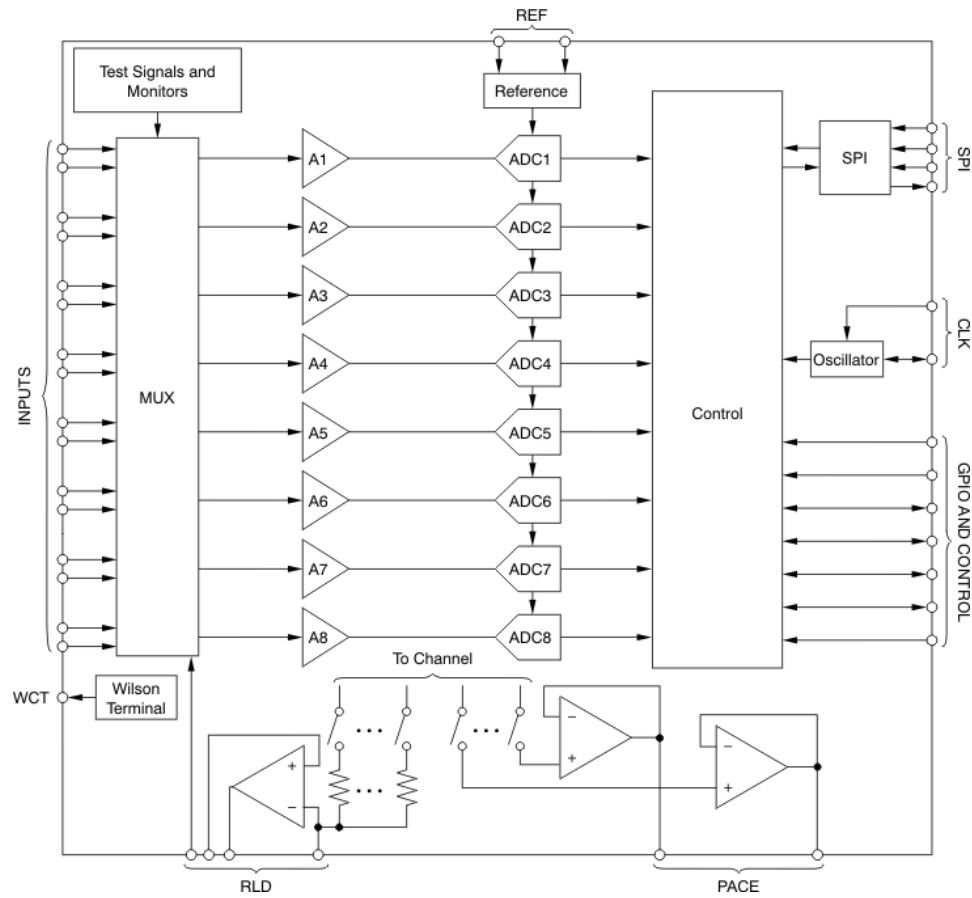 REF
Test Signals and
Monitors
Reference
INPUTS
MUX
A1
ADC1
A2
ADC2
A3
ADC3
A4
ADC4
A5
ADC5
A6
ADC6
A7
ADC7
A8
ADC8
Control
SPI
SPI
Oscillator
CLK
GPIO AND CONTROL
To Channel
WCT
Wilson
Terminal
+
−
−
+
−
+
RLD
PACE